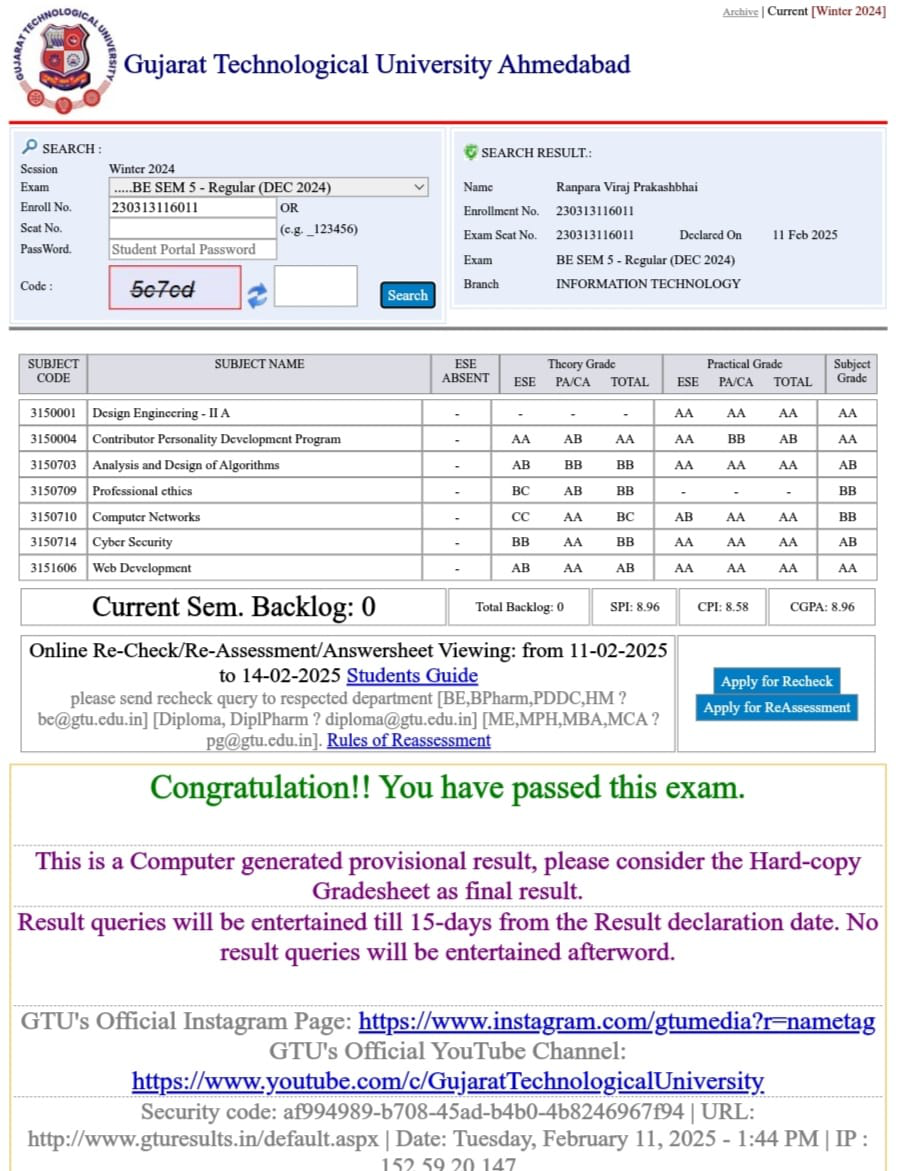 Archive | Current [Winter 2024]
GUJARAT TECHNOLOGICAL UNIVERSITY
Gujarat Technological University Ahmedabad
SEARCH :
Session Winter 2024
Exam .....BE SEM 5 - Regular (DEC 2024)
Enroll No. 230313116011 OR
Seat No. (e.g. _123456)
PassWord. Student Portal Password
Code : 5c7cd
Search
SEARCH RESULT.:
Name Ranpara Viraj Prakashbhai
Enrollment No. 230313116011
Exam Seat No. 230313116011 Declared On 11 Feb 2025
Exam BE SEM 5 - Regular (DEC 2024)
Branch INFORMATION TECHNOLOGY
SUBJECT CODE SUBJECT NAME ESE ABSENT Theory Grade Practical Grade Subject Grade
ESE PA/CA TOTAL ESE PA/CA TOTAL
3150001 Design Engineering - II A - - - - AA AA AA AA
3150004 Contributor Personality Development Program - AA AB AA AA BB AB AA
3150703 Analysis and Design of Algorithms - AB BB BB AA AA AA AB
3150709 Professional ethics - BC AB BB - - - BB
3150710 Computer Networks - CC AA BC AB AA AA BB
3150714 Cyber Security - BB AA BB AA AA AA AB
3151606 Web Development - AB AA AB AA AA AA AA
Current Sem. Backlog: 0 Total Backlog: 0 SPI: 8.96 CPI: 8.58 CGPA: 8.96
Online Re-Check/Re-Assessment/Answersheet Viewing: from 11-02-2025
to 14-02-2025 Students Guide
please send recheck query to respected department [BE,BPharm,PDDC,HM ?
be@gtu.edu.in] [Diploma, DiplPharm ? diploma@gtu.edu.in] [ME,MPH,MBA,MCA ?
pg@gtu.edu.in]. Rules of Reassessment
Apply for Recheck
Apply for ReAssessment
Congratulation!! You have passed this exam.
This is a Computer generated provisional result, please consider the Hard-copy
Gradesheet as final result.
Result queries will be entertained till 15-days from the Result declaration date. No
result queries will be entertained afterword.
GTU's Official Instagram Page: https://www.instagram.com/gtumedia?r=nametag
GTU's Official YouTube Channel:
https://www.youtube.com/c/GujaratTechnologicalUniversity
Security code: af994989-b708-45ad-b4b0-4b8246967f94 | URL:
http://www.gturesults.in/default.aspx | Date: Tuesday, February 11, 2025 - 1:44 PM | IP :
152.59.20.147